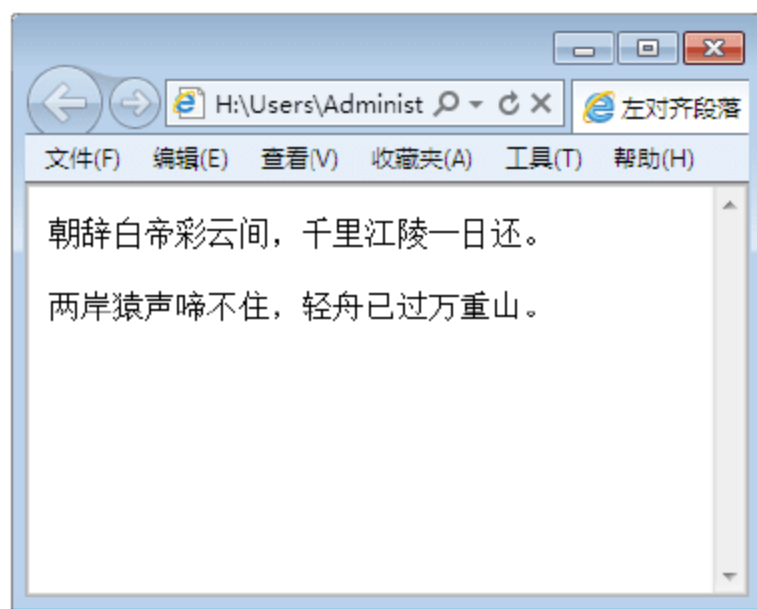 H:\Users\Administ
左对齐段落
文件(F) 编辑(E) 查看(V) 收藏夹(A) 工具(T) 帮助(H)
朝辞白帝彩云间，千里江陵一日还。
两岸猿声啼不住，轻舟已过万重山。